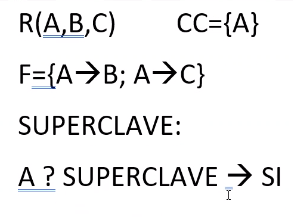 R(A,B,C) CC={A}
F={A→B; A→C}
SUPERCLAVE:
A ? SUPERCLAVE → SI